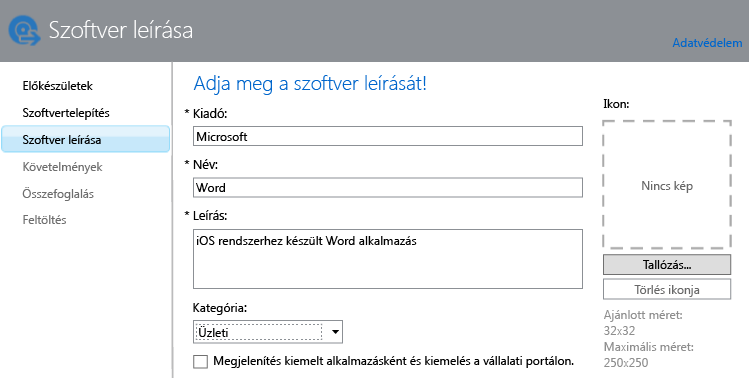 Szoftver leírása
Adatvédelem
Előkészületek
Szoftvertelepítés
Szoftver leírása
Követelmények
Összefoglalás
Feltöltés
Adja meg a szoftver leírását!
* Kiadó:
Microsoft
* Név:
Word
* Leírás:
iOS rendszerhez készült Word alkalmazás
Kategória:
Üzleti
Megjelenítés kiemelt alkalmazásként és kiemelés a vállalati portálon.
Ikon:
Nincs kép
Tallózás...
Törlés ikonja
Ajánlott méret:
32x32
Maximális méret:
250x250